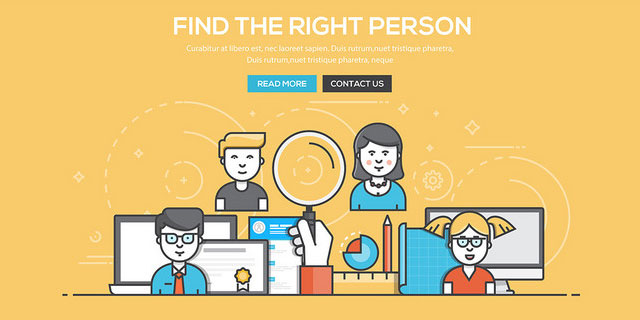 FIND THE RIGHT PERSON
Curabitur at libero est, nec laoreet sapien. Duis rutrum,nuet tristique pharetra,
Duis rutrum,nuet tristique pharetra, neque
READ MORE
CONTACT US